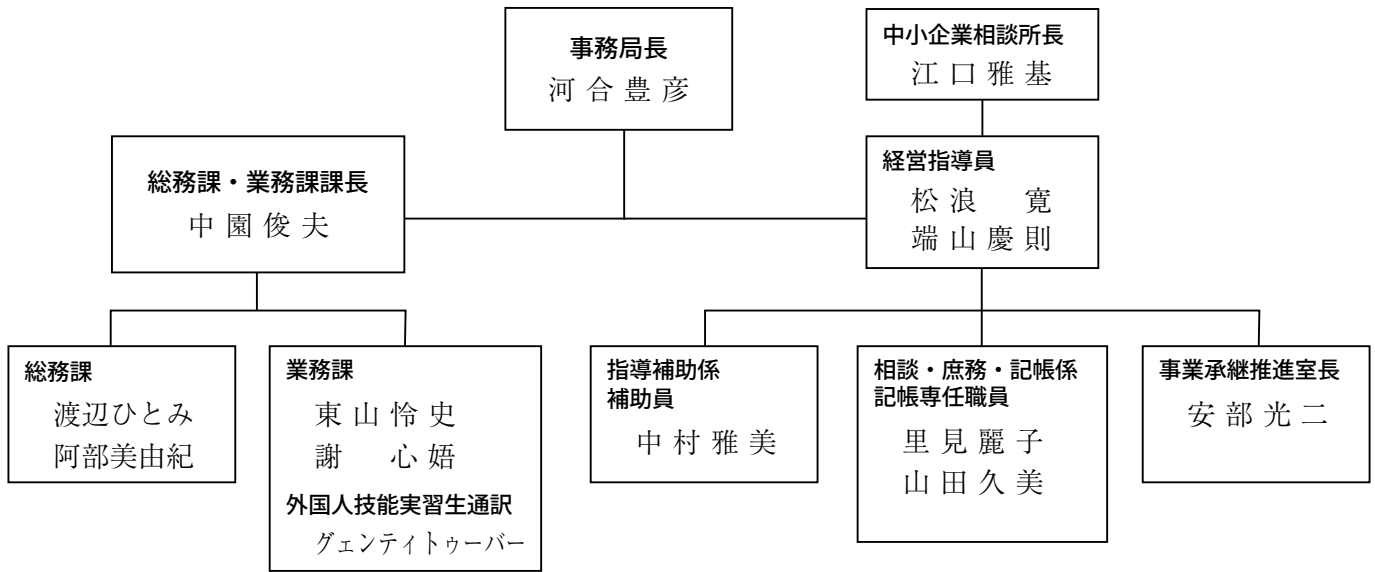 事務局長
河合豊彦
中小企業相談所長
江口雅基
総務課・業務課課長
中園俊夫
経営指導員
松浪 寛
端山慶則
総務課
渡辺ひとみ
阿部美由紀
業務課
東山怜史
謝 心娪
外国人技能実習生通訳
グェンティトゥーバー
指導補助係
補助員
中村雅美
相談・庶務・記帳係
記帳専任職員
里見麗子
山田久美
事業承継推進室長
安部光二